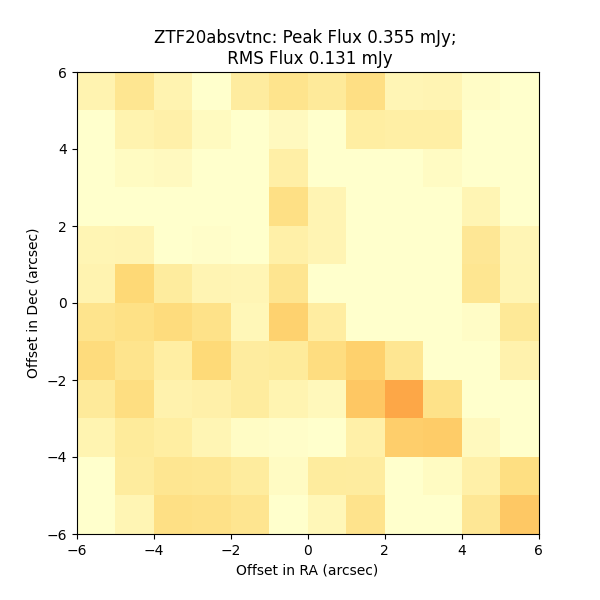 ZTF20absvtnc: Peak Flux 0.355 mJy;
RMS Flux 0.131 mJy
6
4
2
0
−2
−4
−6
Offset in Dec (arcsec)
−6 −4 −2 0 2 4 6
Offset in RA (arcsec)